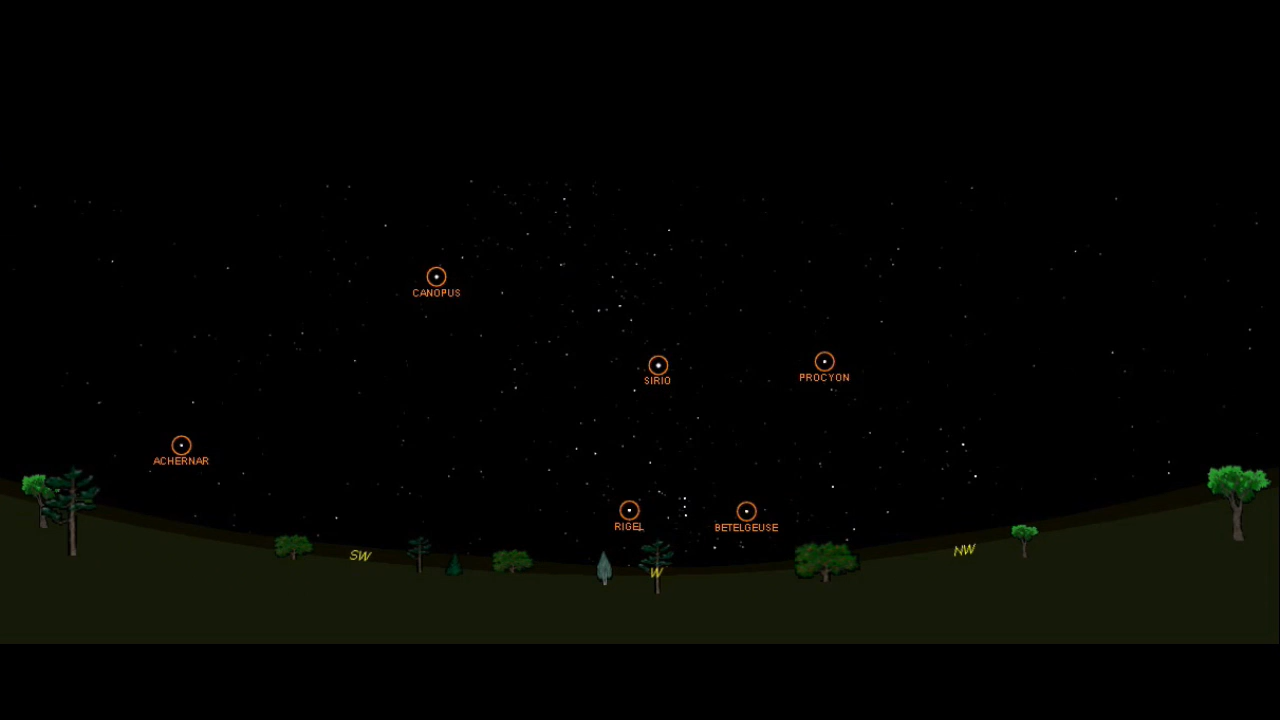 CANOPUS
SIRIO
PROCYON
ACHERNAR
RIGEL
BETELGEUSE
SW
W
NW